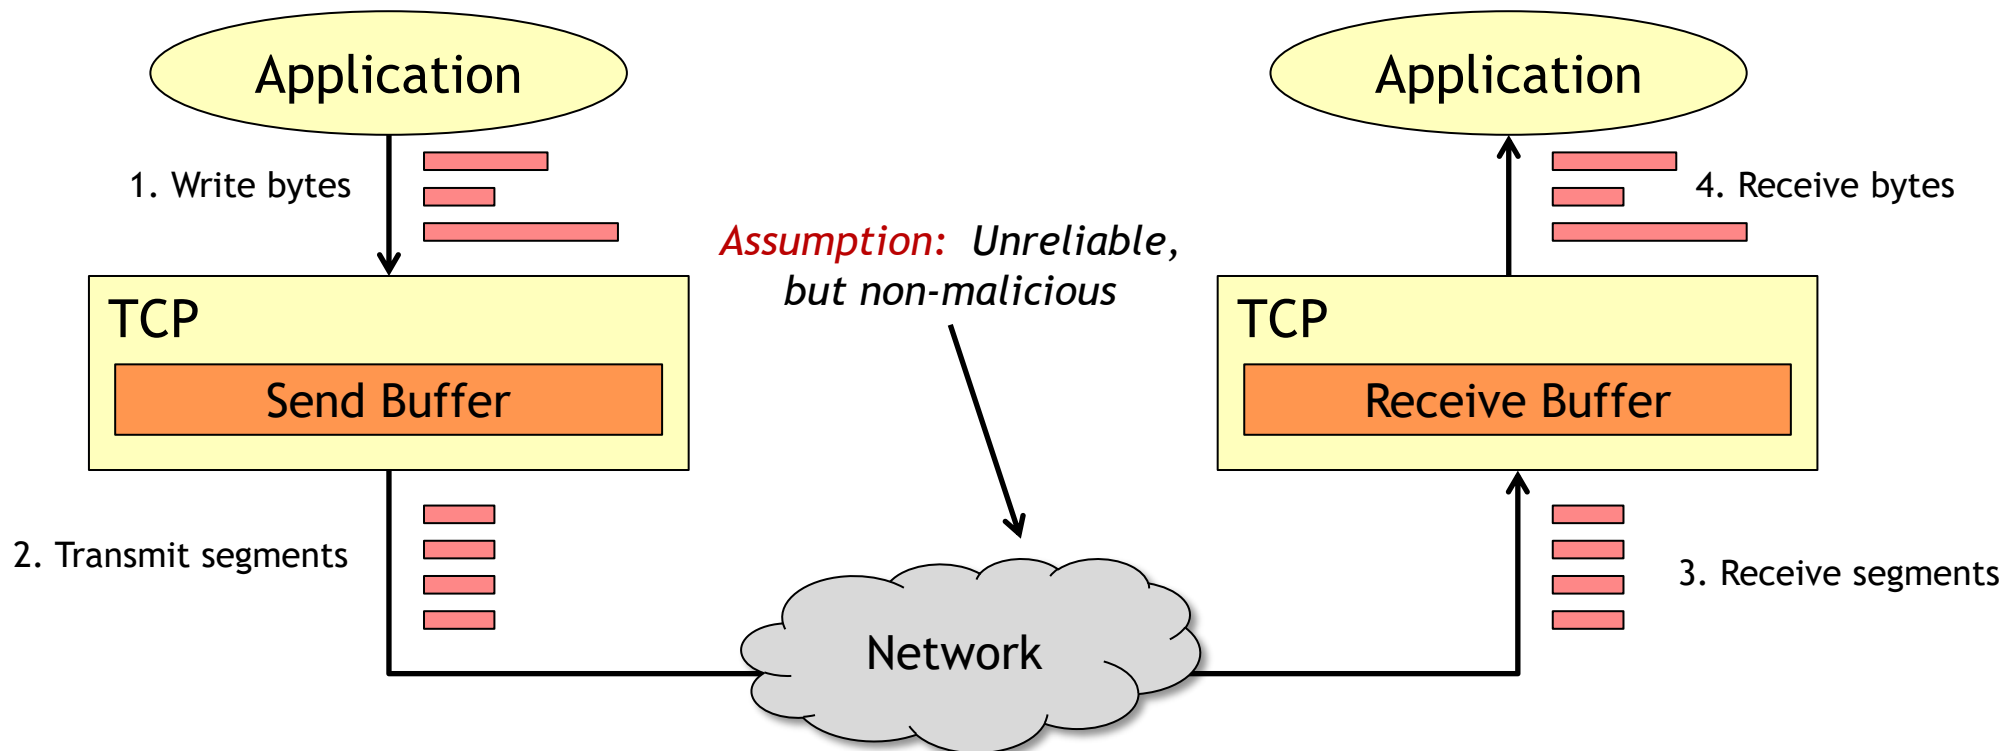 Application
Application
1. Write bytes
4. Receive bytes
Assumption: Unreliable,
but non-malicious
TCP
TCP
Send Buffer
Receive Buffer
2. Transmit segments
3. Receive segments
Network